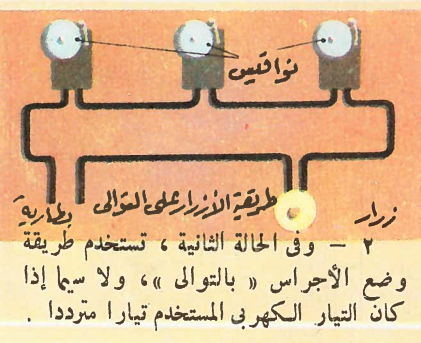 نواقيس
زرار
طريقة الأزرار على التوالى
بطارية
٢ – وفى الحالة الثانية ، تستخدم طريقة
وضع الأجراس « بالتوالى »، ولا سيما إذا
كان التيار الكهربى المستخدم تيارا مترددا .